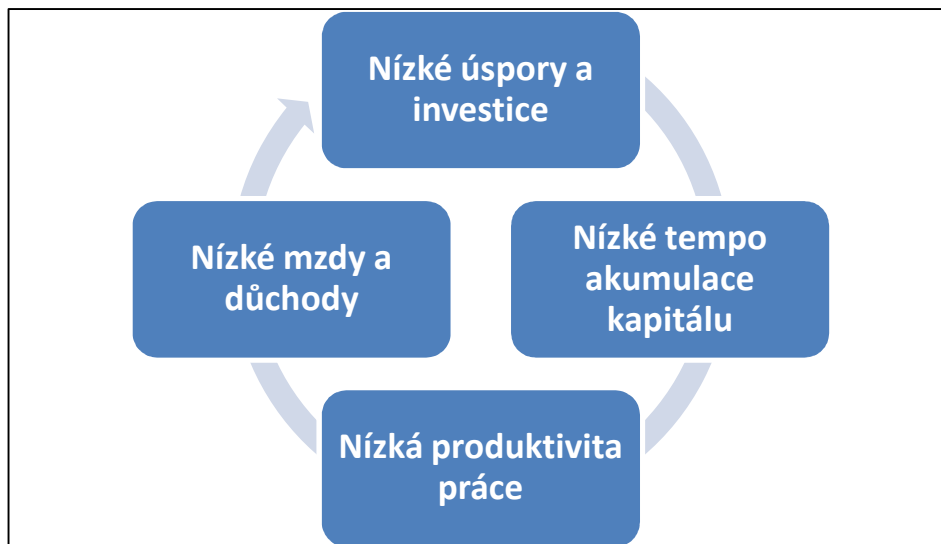 Nízké úspory a
investice
Nízké tempo
akumulace
kapitálu
Nízká produktivita
práce
Nízké mzdy a
důchody